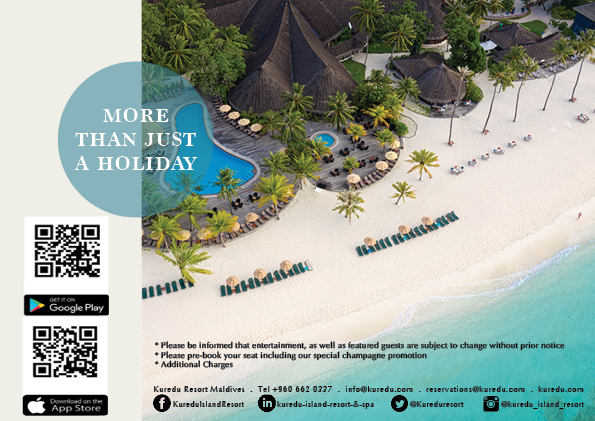 MORE
THAN JUST
A HOLIDAY
GET IT ON
Google Play
Download on the
App Store
* Please be informed that entertainment, as well as featured guests are subject to change without prior notice
* Please pre-book your seat including our special champagne promotion
* Additional Charges
Kuredu Resort Maldives . Tel +960 662 0337 . info@kuredu.com . reservations@kuredu.com . kuredu.com
KureduIslandResort kuredu-island-resort-&-spa @Kureduresort @kuredu_island_resort